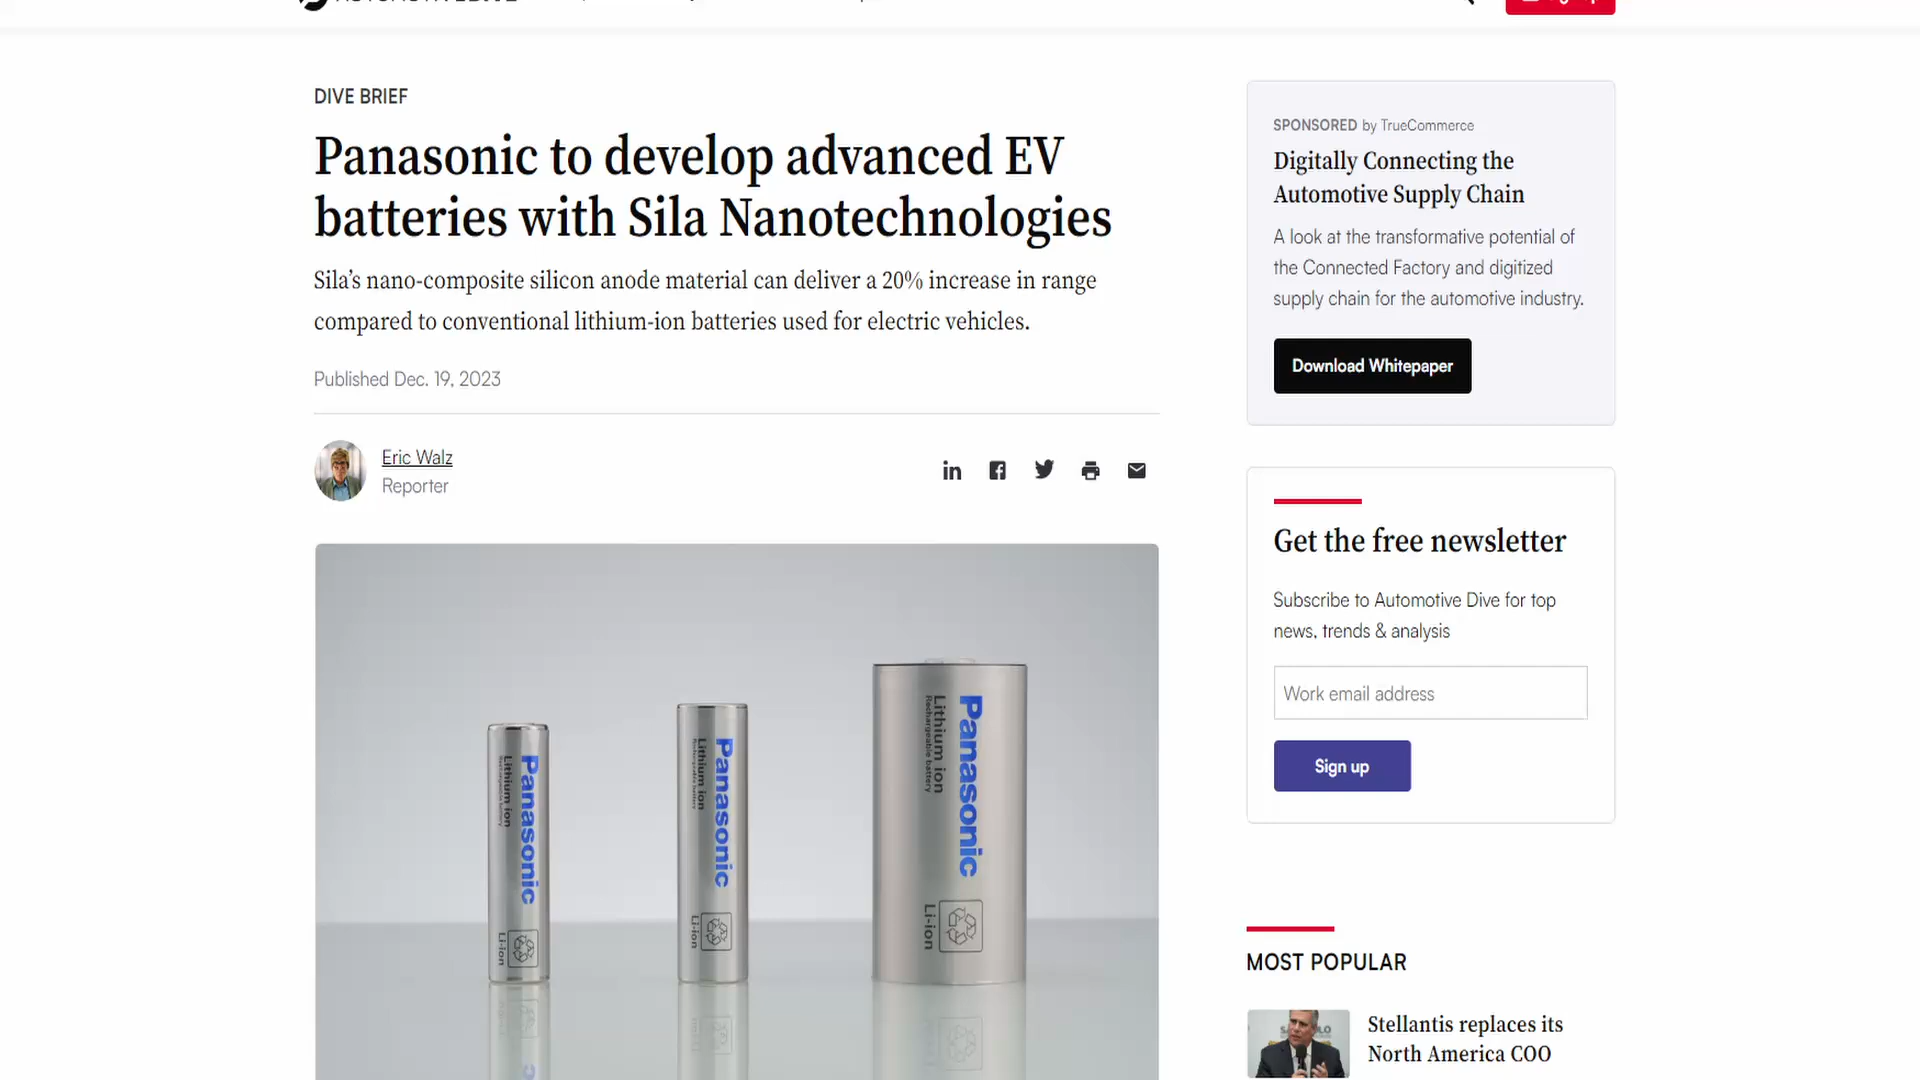 DIVE BRIEF
Panasonic to develop advanced EV
batteries with Sila Nanotechnologies
Sila's nano-composite silicon anode material can deliver a 20% increase in range
compared to conventional lithium-ion batteries used for electric vehicles.
Published Dec. 19, 2023
Eric Walz
Reporter
Panasonic
Lithium ion
Rechargeable battery
Li-ion
Panasonic
Lithium ion
Rechargeable battery
Li-ion
Panasonic
Lithium ion
Rechargeable battery
Li-ion
SPONSORED by TrueCommerce
Digitally Connecting the
Automotive Supply Chain
A look at the transformative potential of
the Connected Factory and digitized
supply chain for the automotive industry.
Download Whitepaper
Get the free newsletter
Subscribe to Automotive Dive for top
news, trends & analysis
Work email address
Sign up
MOST POPULAR
Stellantis replaces its
North America COO